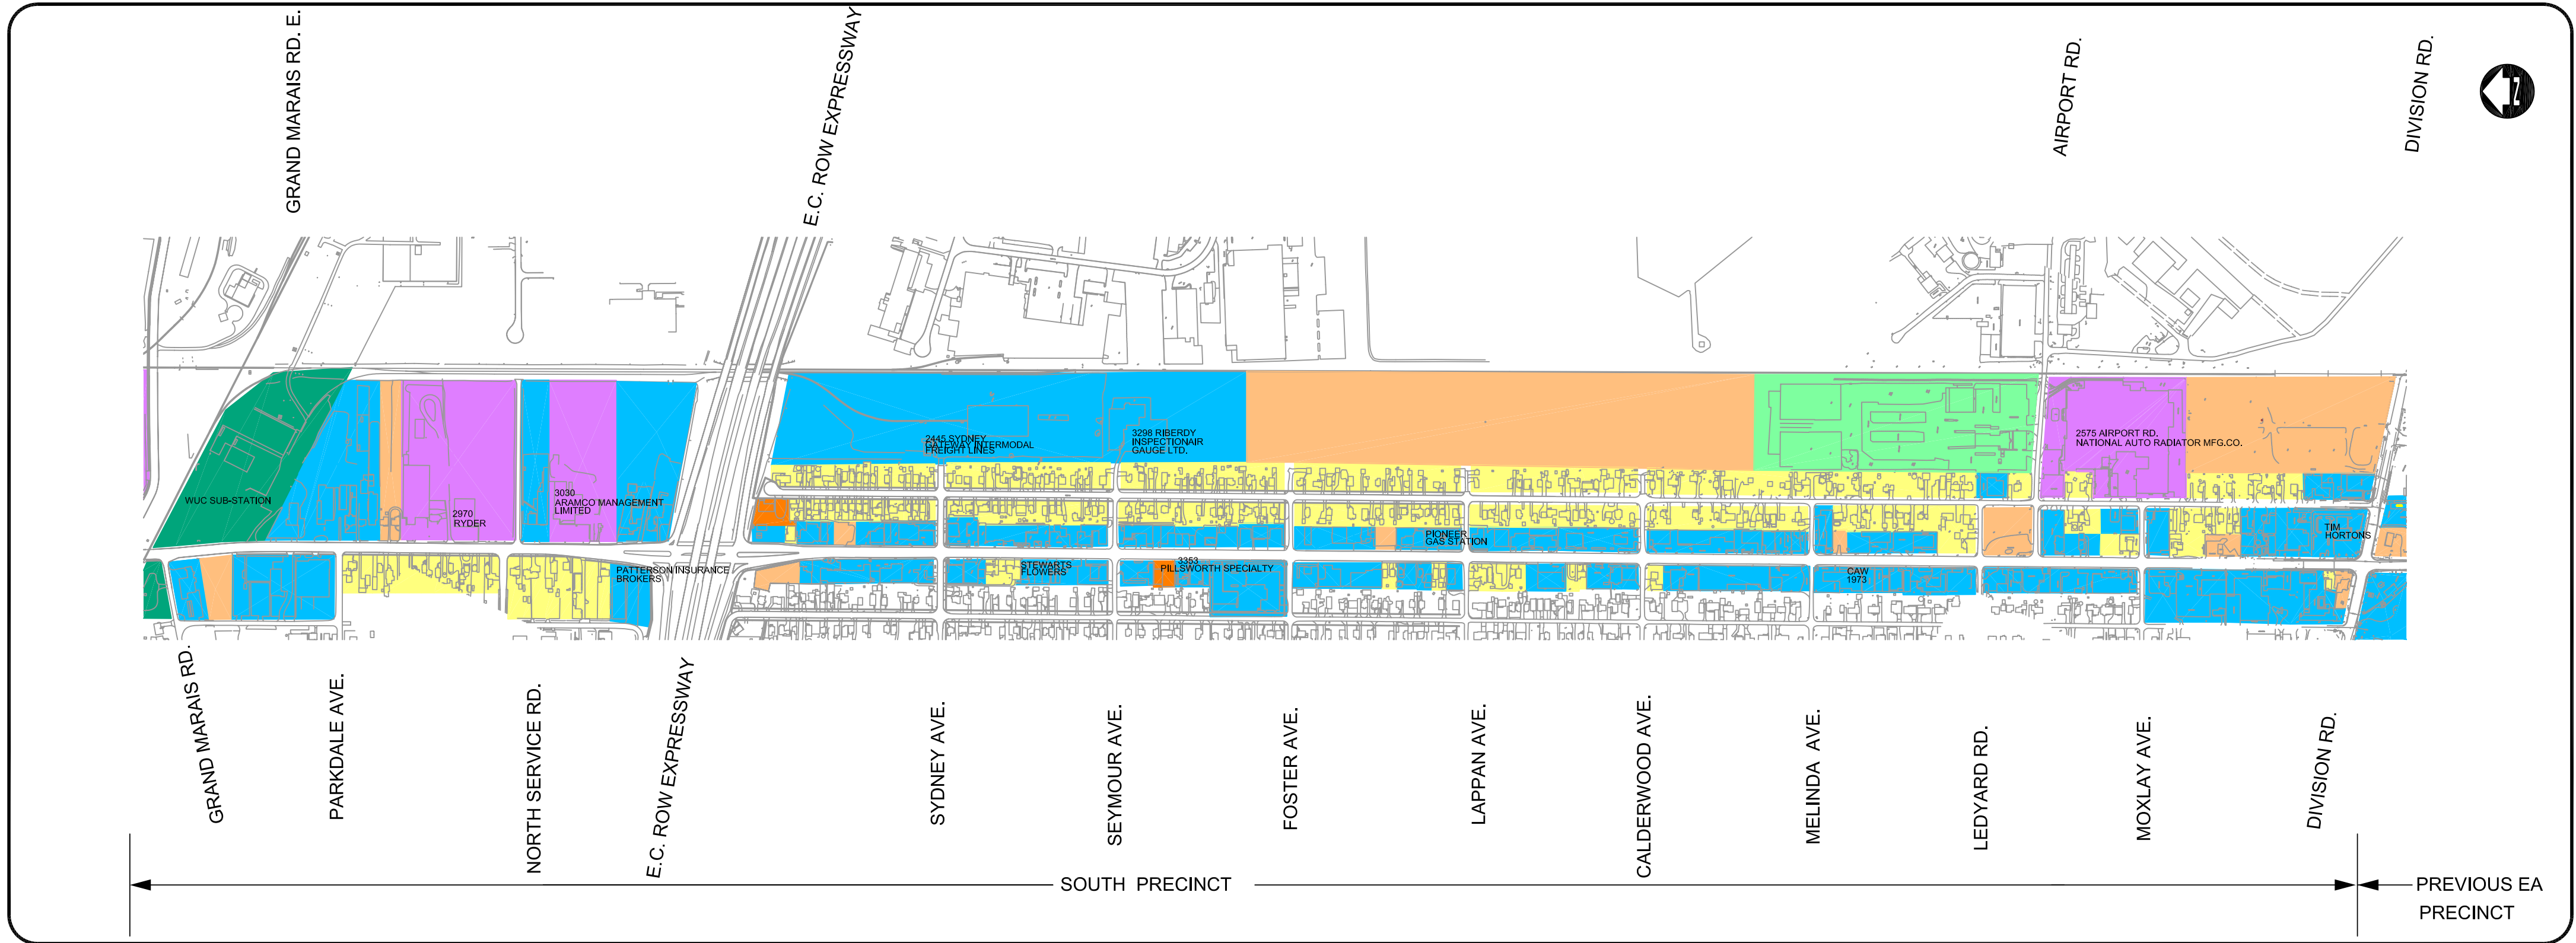 GRAND MARAIS RD. E.
E.C. ROW EXPRESSWAY
AIRPORT RD.
DIVISION RD.
N
2445 SYDNEY
GATEWAY INTERMODAL
FREIGHT LINES
3298 RIBERDY
INSPECTIONAIR
GAUGE LTD.
2575 AIRPORT RD.
NATIONAL AUTO RADIATOR MFG.CO.
WUC SUB-STATION
2970
RYDER
3030
ARAMCO MANAGEMENT
LIMITED
PIONEER
GAS STATION
TIM
HORTONS
PATTERSON INSURANCE
BROKERS
STEWARTS
FLOWERS
3353
PILLSWORTH SPECIALTY
CAW
1973
GRAND MARAIS RD.
PARKDALE AVE.
NORTH SERVICE RD.
E.C. ROW EXPRESSWAY
SYDNEY AVE.
SEYMOUR AVE.
FOSTER AVE.
LAPPAN AVE.
CALDERWOOD AVE.
MELINDA AVE.
LEDYARD RD.
MOXLAY AVE.
DIVISION RD.
SOUTH PRECINCT
PREVIOUS EA
PRECINCT